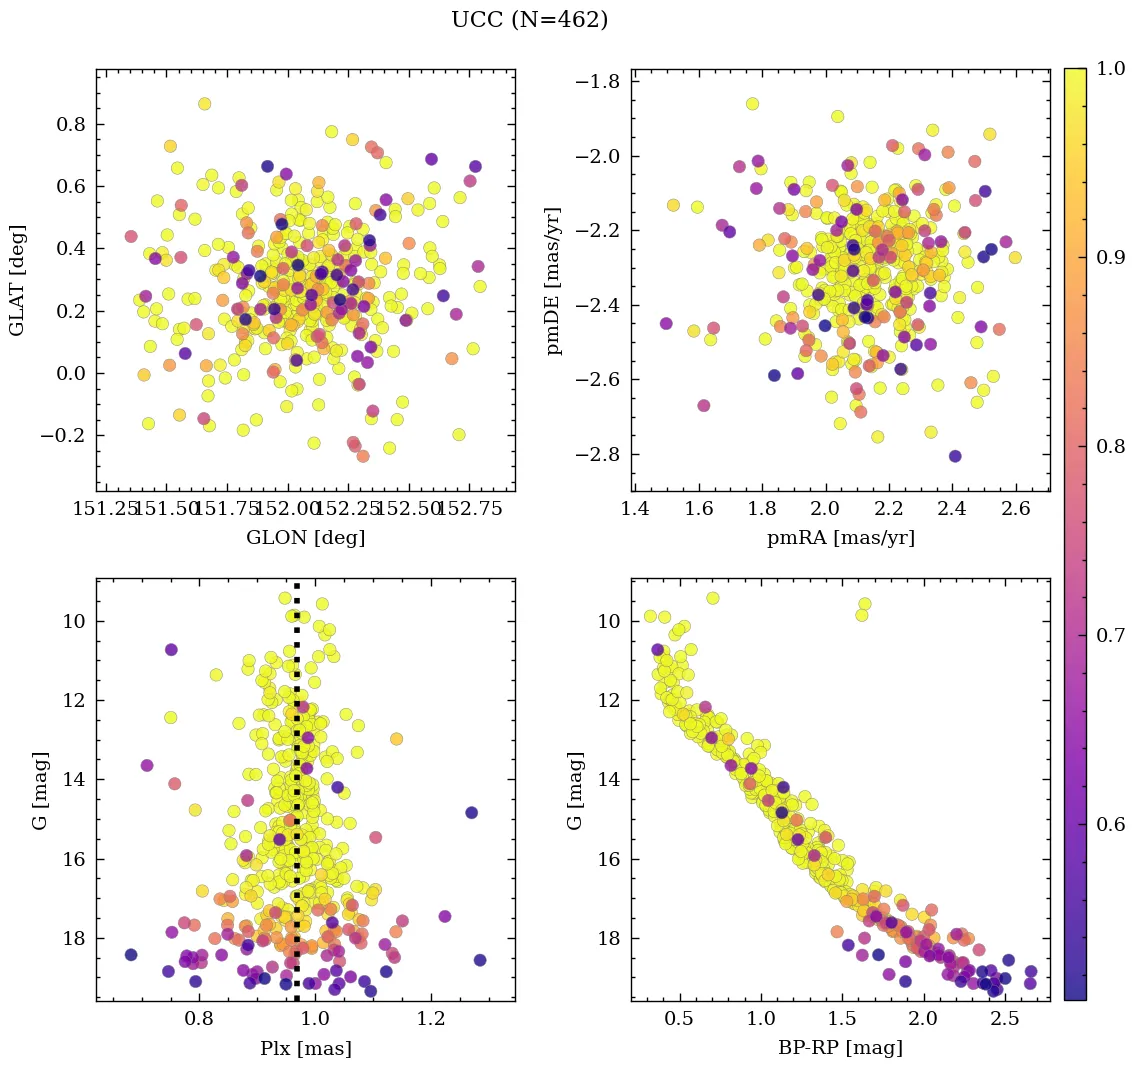 UCC (N=462)
0.8
0.6
0.4
0.2
0.0
−0.2
GLAT [deg]
151.25 151.50 151.75 152.00 152.25 152.50 152.75
GLON [deg]
−1.8
−2.0
−2.2
−2.4
−2.6
−2.8
pmDE [mas/yr]
1.4 1.6 1.8 2.0 2.2 2.4 2.6
pmRA [mas/yr]
1.0
0.9
0.8
0.7
0.6
10
12
14
16
18
G [mag]
0.8 1.0 1.2
Plx [mas]
10
12
14
16
18
G [mag]
0.5 1.0 1.5 2.0 2.5
BP-RP [mag]